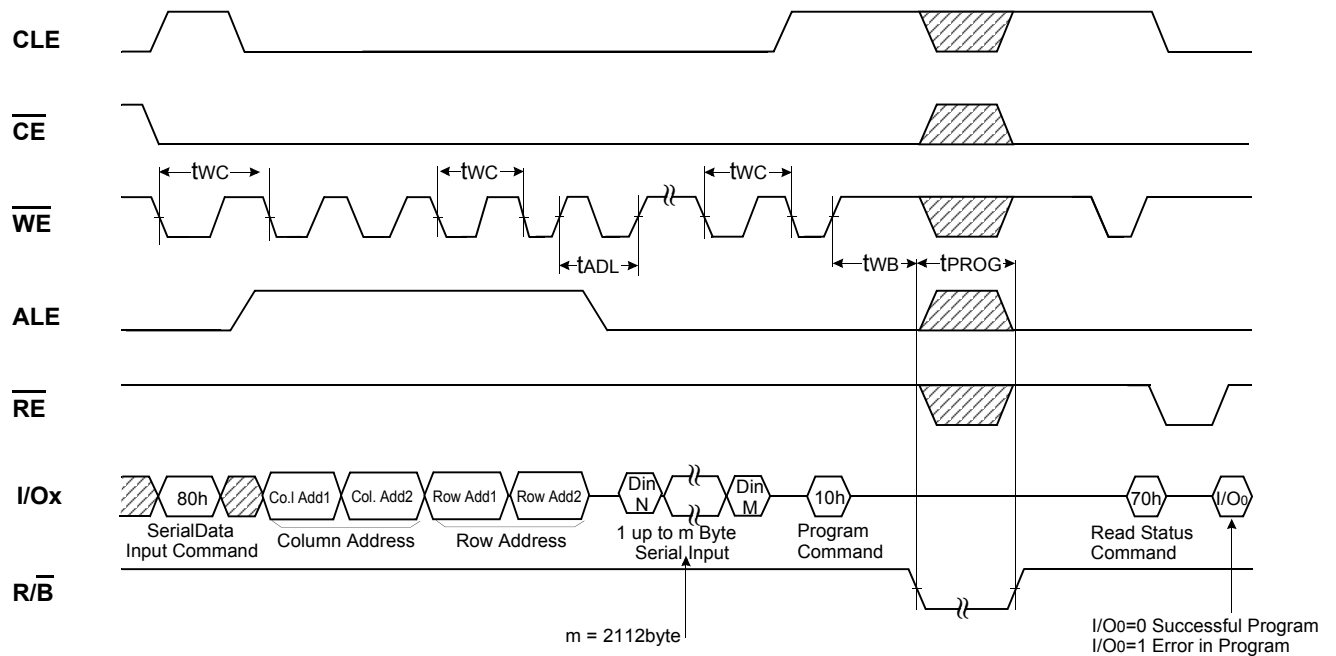 CLE
CE
tWC
tWC
tWC
WE
tADL
tWB
tPROG
ALE
RE
I/Ox
80h
Co.l Add1
Col. Add2
Row Add1
Row Add2
Din
N
Din
M
10h
70h
I/O0
SerialData
Input Command
Column Address
Row Address
1 up to m Byte
Serial Input
Program
Command
Read Status
Command
R/B
m = 2112byte
I/O0=0 Successful Program
I/O0=1 Error in Program